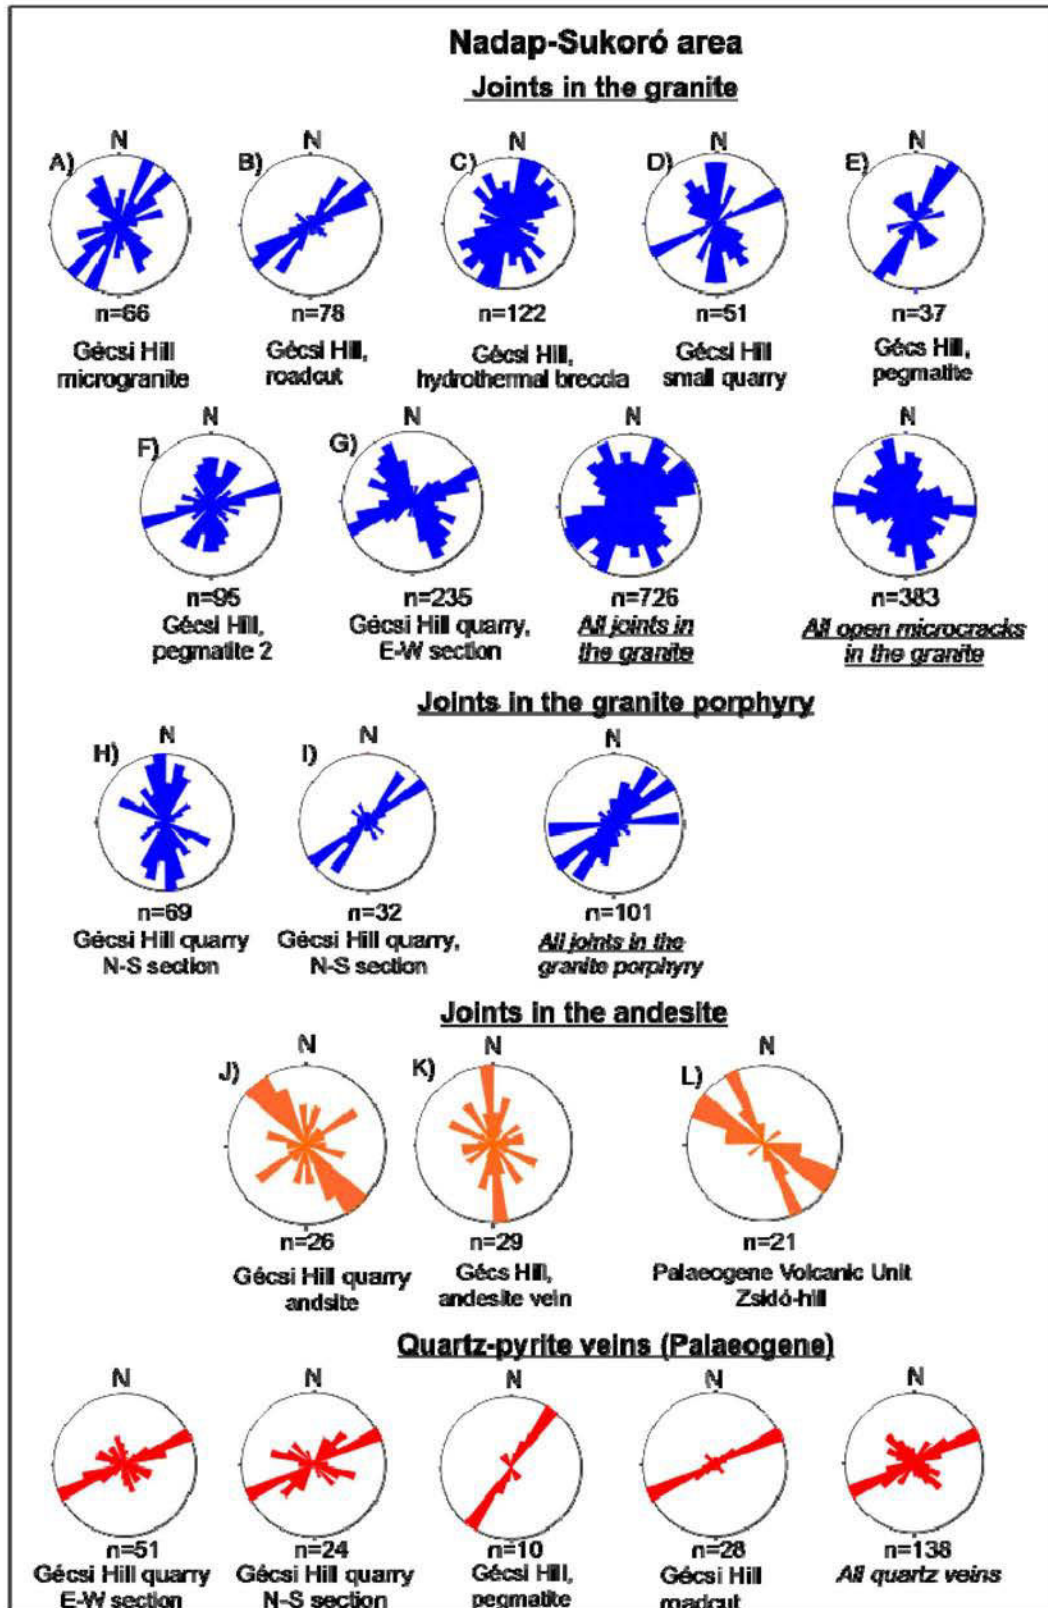 Nadap-Sukoró area
Joints in the granite
A) N
B) N
C) N
D) N
E) N
n=66
n=78
n=122
n=51
n=37
Gécsi Hill
microgranite
Gécsi Hill,
roadcut
Gécsi Hill,
hydrothermal breccia
Gécsi Hill
small quarry
Gécs Hill,
pegmatite
F) N
G) N
N
N
n=95
n=235
n=726
n=383
Gécsi Hill,
pegmatite 2
Gécsi Hill quarry,
E-W section
All joints in
the granite
All open microcracks
in the granite
Joints in the granite porphyry
H) N
I) N
N
n=69
n=32
n=101
Gécsi Hill quarry
N-S section
Gécsi Hill quarry,
N-S section
All joints in the
granite porphyry
Joints in the andesite
J) N
K) N
L) N
n=26
n=29
n=21
Gécsi Hill quarry
andsite
Gécs Hill,
andesite vein
Palaeogene Volcanic Unit
Zsidó-hill
Quartz-pyrite veins (Palaeogene)
N
N
N
N
N
n=51
n=24
n=10
n=28
n=138
Gécsi Hill quarry
E-W section
Gécsi Hill quarry
N-S section
Gécsi Hill,
pegmatite
Gécsi Hill
roadcut
All quartz veins